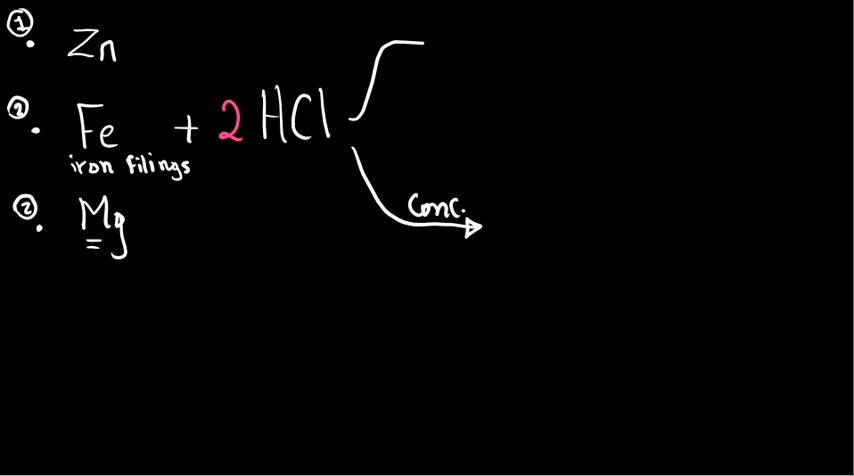 ① . Zn
② . Fe + 2 HCl
iron filings
② . Mg
Conc.